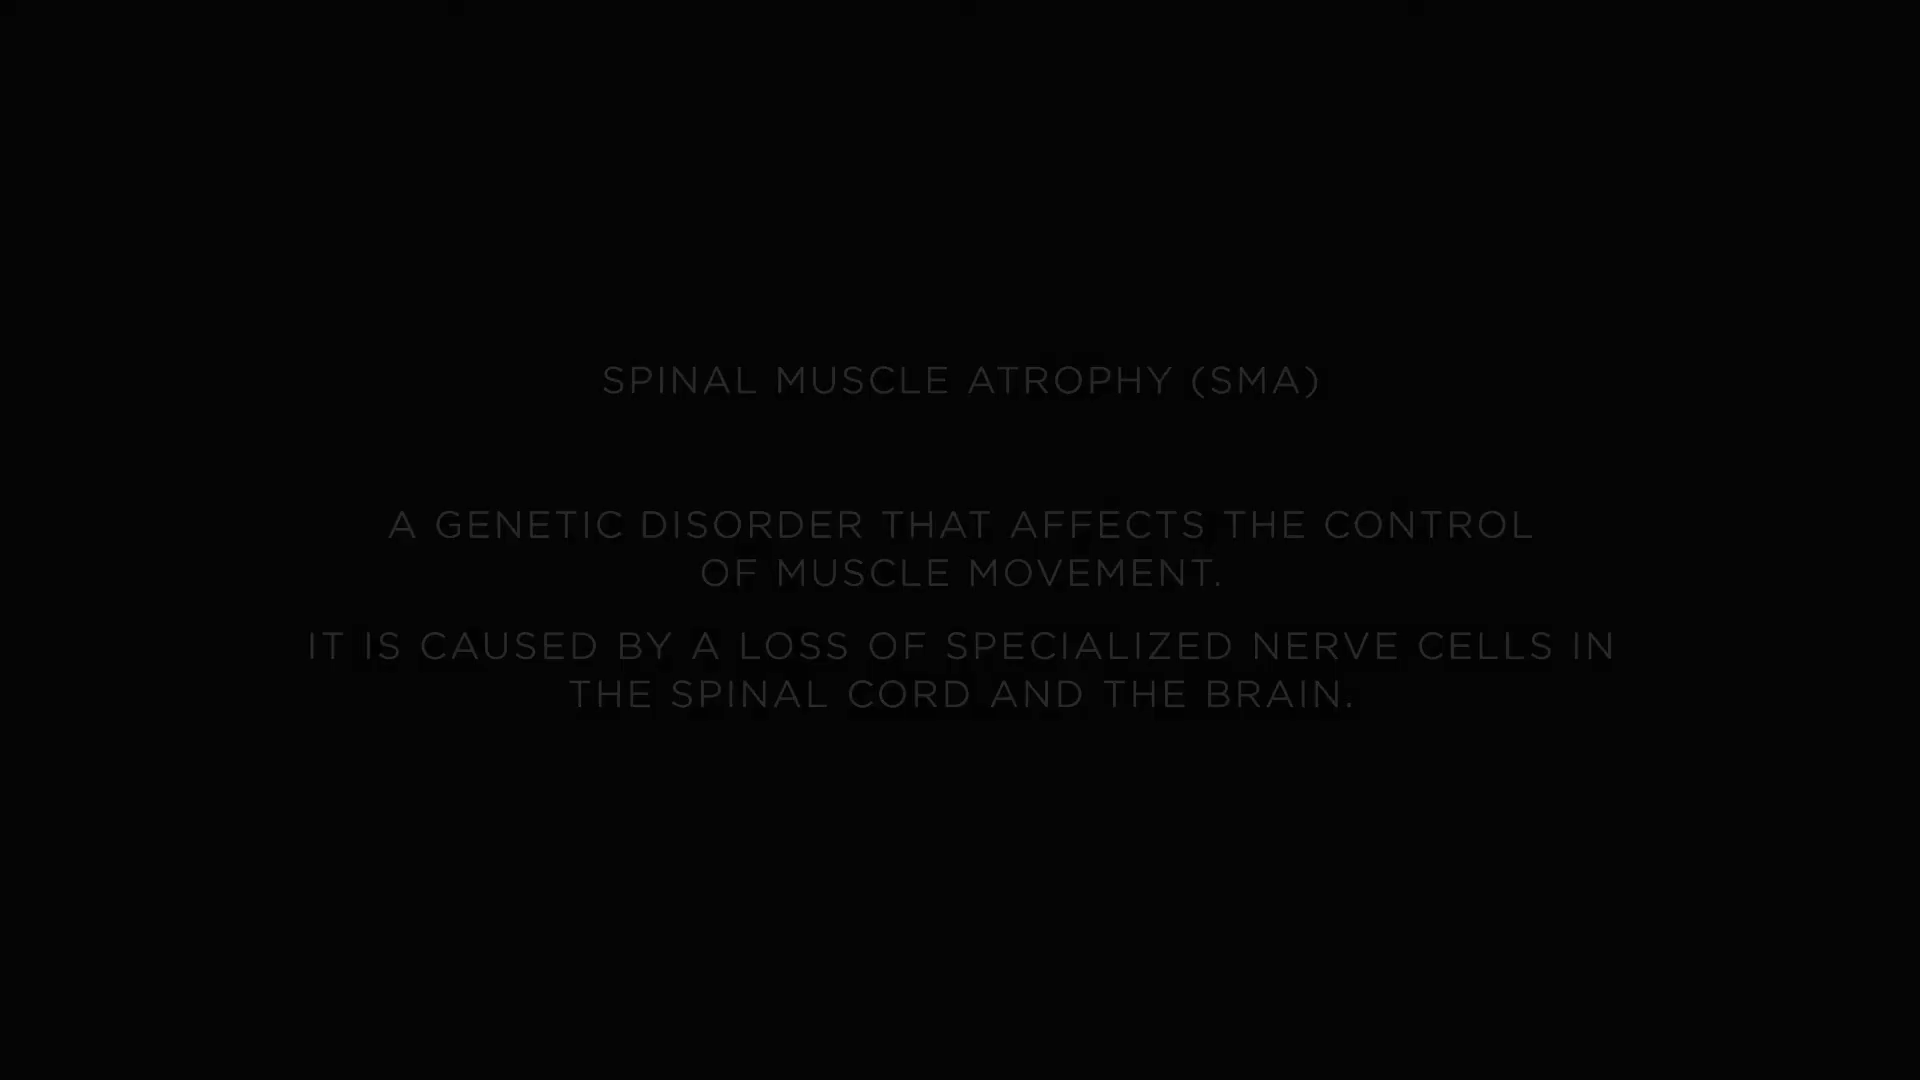 SPINAL MUSCLE ATROPHY (SMA)
A GENETIC DISORDER THAT AFFECTS THE CONTROL
OF MUSCLE MOVEMENT.
IT IS CAUSED BY A LOSS OF SPECIALIZED NERVE CELLS IN
THE SPINAL CORD AND THE BRAIN.